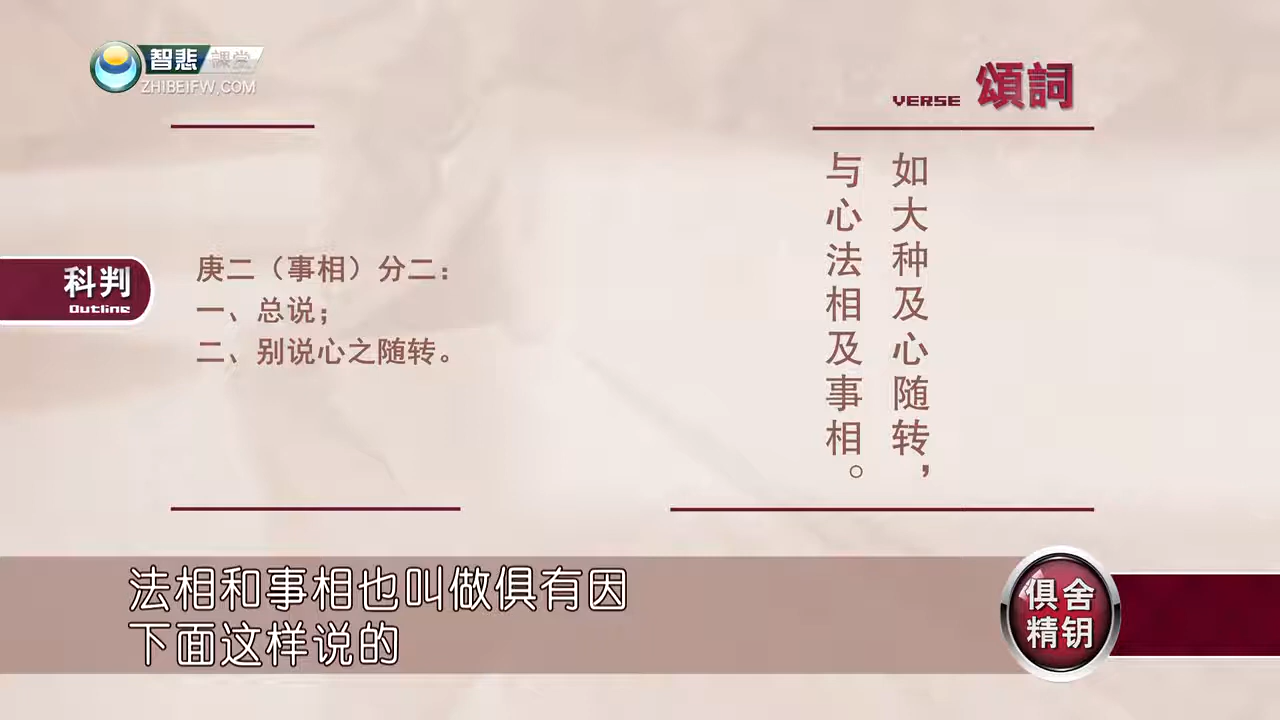 智悲課堂
ZHIBEIFW.COM
VERSE 頌詞
如大种及心随转，
与心法相及事相。
科判
Outline
庚二（事相）分二：
一、总说；
二、别说心之随转。
法相和事相也叫做俱有因
下面这样说的
俱舍
精钥